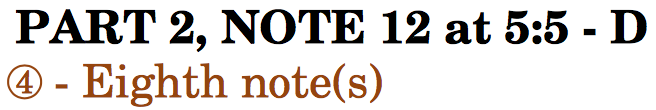 PART 2, NOTE 12 at 5:5 - D
④ - Eighth note(s)